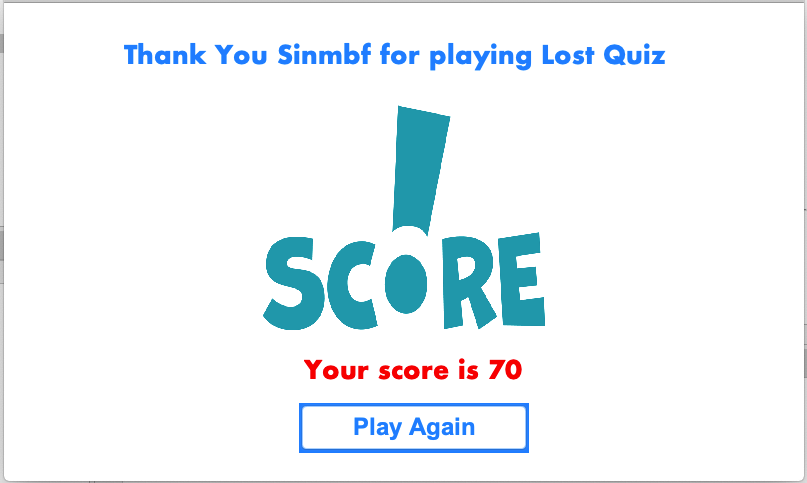 Thank You Sinmbf for playing Lost Quiz
SCORE
Your score is 70
Play Again